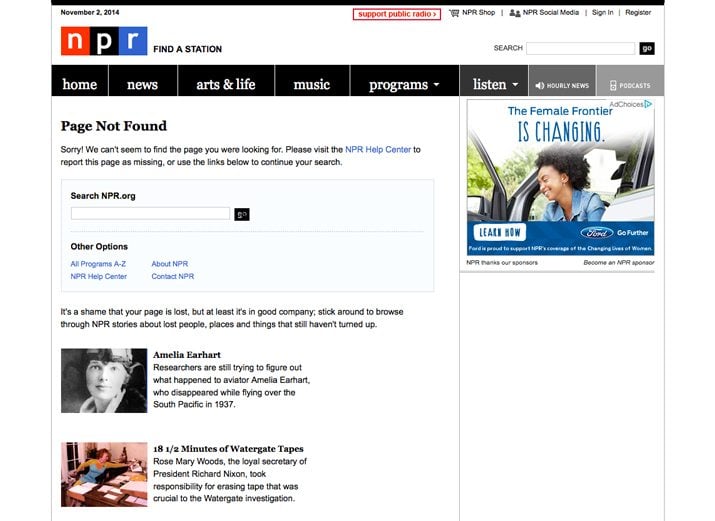 November 2, 2014
support public radio ›
NPR Shop | NPR Social Media | Sign In | Register
npr
FIND A STATION
SEARCH
go
home
news
arts & life
music
programs
listen
HOURLY NEWS
PODCASTS
Page Not Found
Sorry! We can't seem to find the page you were looking for. Please visit the NPR Help Center to
report this page as missing, or use the links below to continue your search.
Search NPR.org
go
Other Options
All Programs A-Z About NPR
NPR Help Center Contact NPR
It's a shame that your page is lost, but at least it's in good company; stick around to browse
through NPR stories about lost people, places and things that still haven't turned up.
Amelia Earhart
Researchers are still trying to figure out
what happened to aviator Amelia Earhart,
who disappeared while flying over the
South Pacific in 1937.
18 1/2 Minutes of Watergate Tapes
Rose Mary Woods, the loyal secretary of
President Richard Nixon, took
responsibility for erasing tape that was
crucial to the Watergate investigation.
AdChoices
The Female Frontier
IS CHANGING.
LEARN HOW
Ford Go Further
Ford is proud to support NPR's coverage of the Changing Lives of Women.
NPR thanks our sponsors Become an NPR sponsor